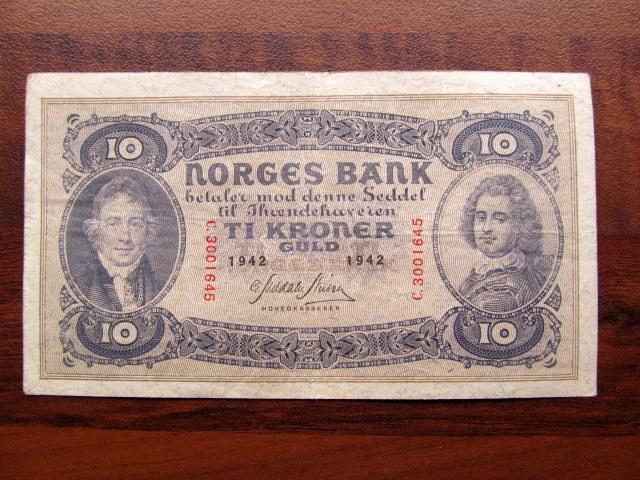 10 10
NORGES BANK
betaler mod denne Seddel
til Ihændehaveren
TI KRONER
GULD
1942 1942
C.3001645 C.3001645
HOVEDKASSERER
10 10